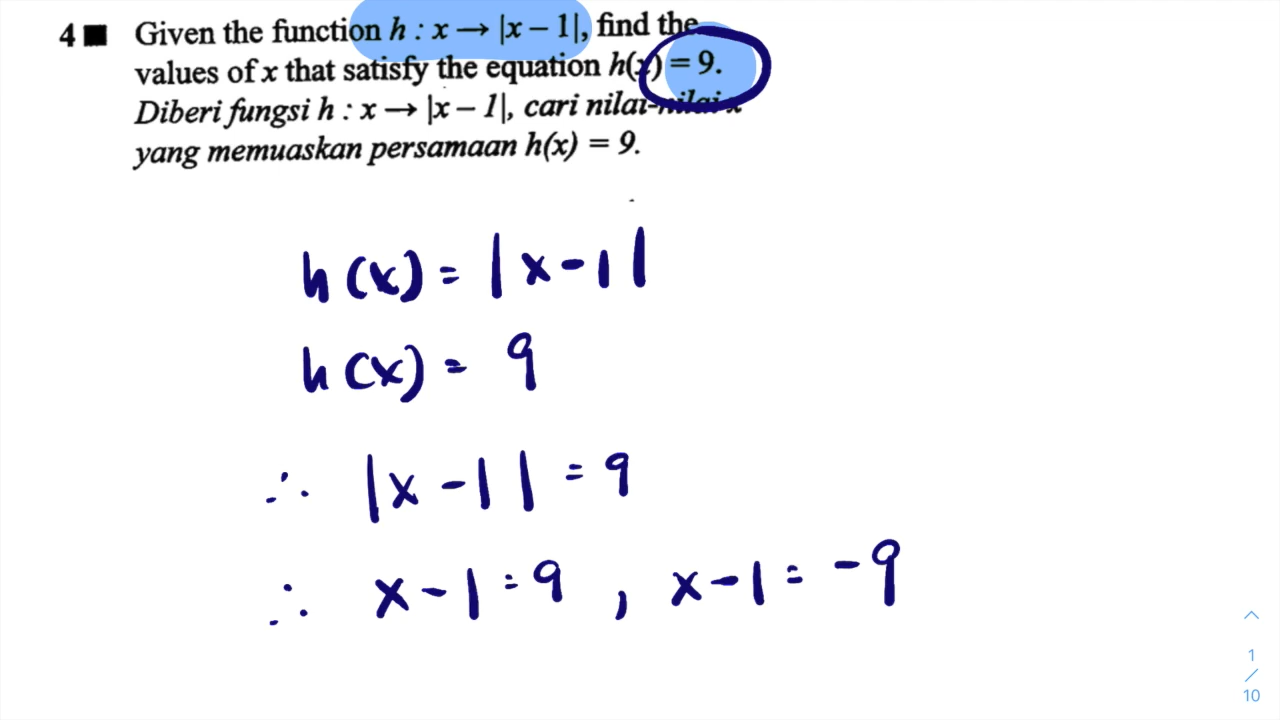 4 ■ Given the function h : x → |x – 1|, find the
values of x that satisfy the equation h(x) = 9.
Diberi fungsi h : x → |x – 1|, cari nilai-nilai x
yang memuaskan persamaan h(x) = 9.
h(x) = |x - 1|
h(x) = 9
∴ |x - 1| = 9
∴ x - 1 = 9 , x - 1 = -9
1
/
10